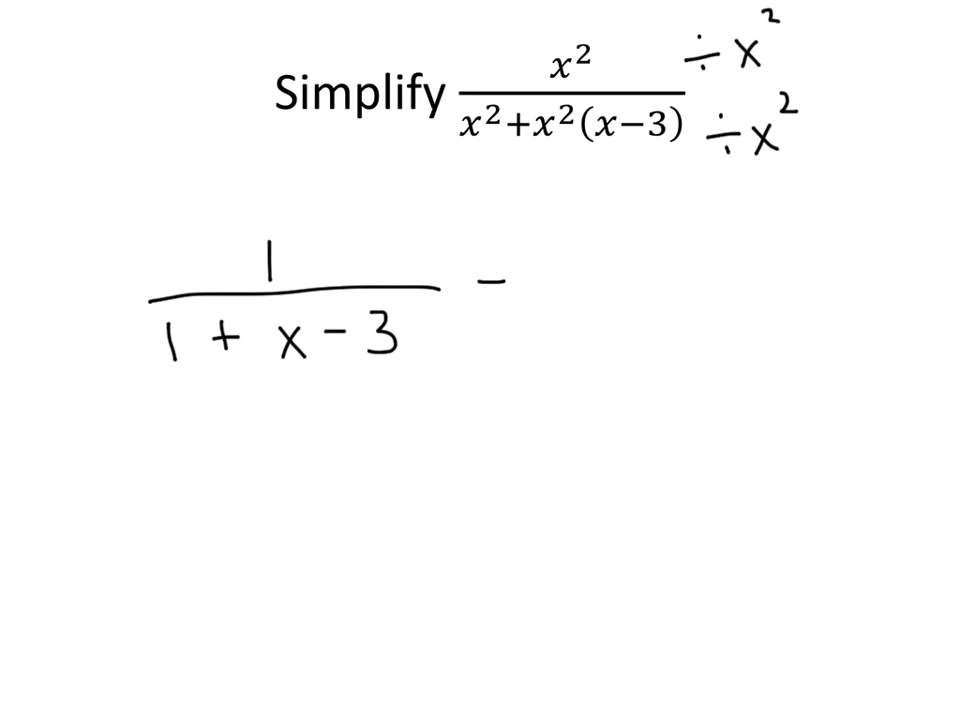 Simplify x²/(x²+x²(x−3)) ÷x² ÷x²
1/(1 + x − 3) −